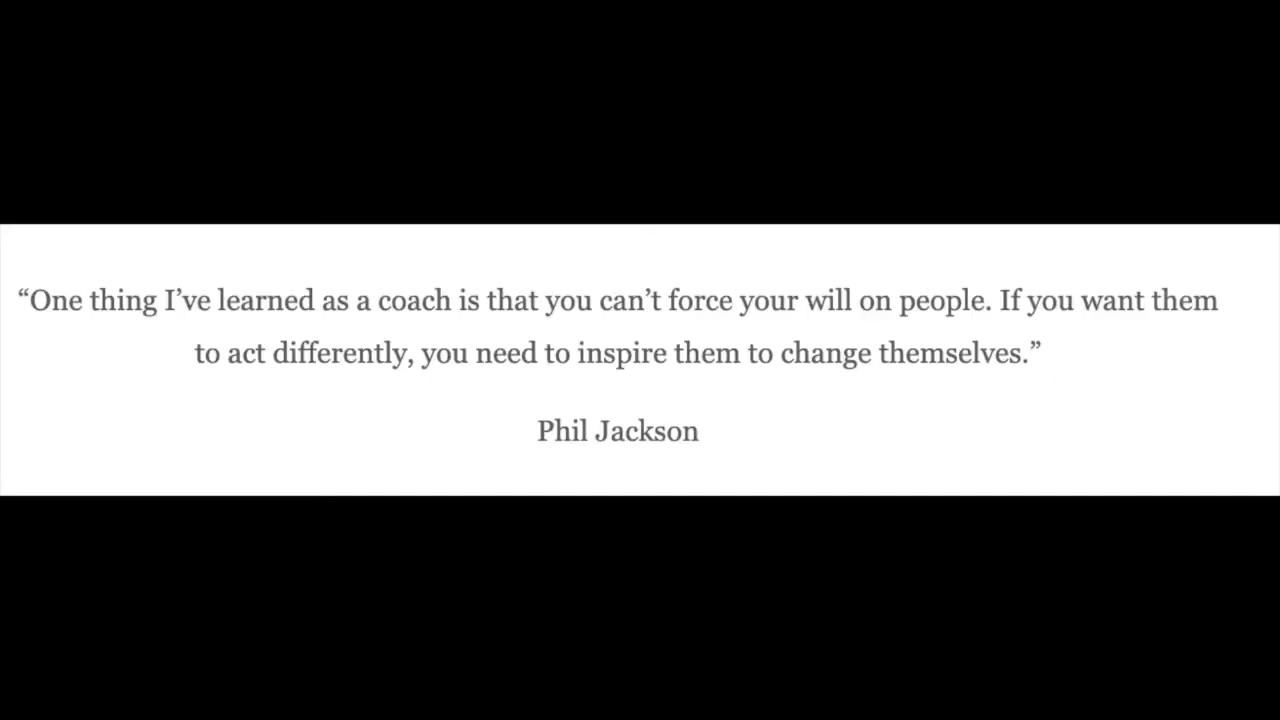 “One thing I’ve learned as a coach is that you can’t force your will on people. If you want them
to act differently, you need to inspire them to change themselves.”
Phil Jackson